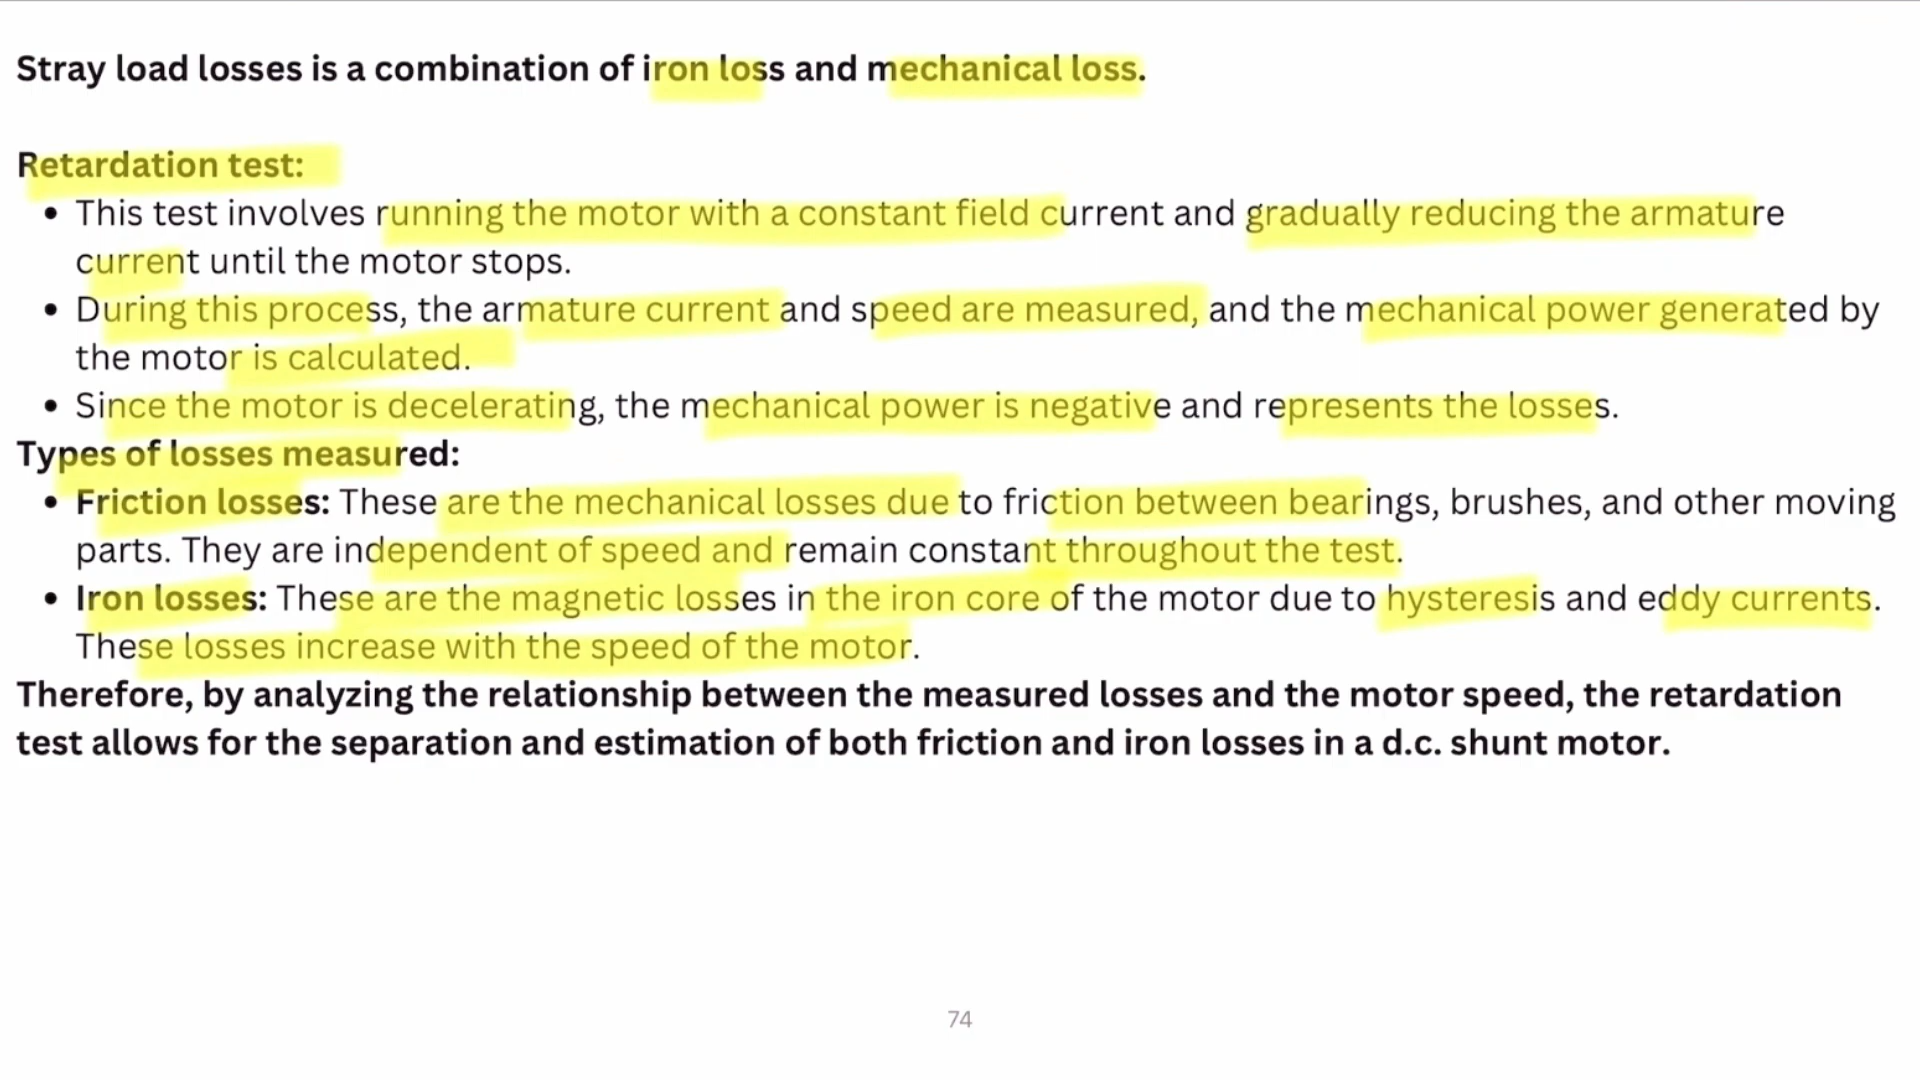 Stray load losses is a combination of iron loss and mechanical loss.
Retardation test:
• This test involves running the motor with a constant field current and gradually reducing the armature
current until the motor stops.
• During this process, the armature current and speed are measured, and the mechanical power generated by
the motor is calculated.
• Since the motor is decelerating, the mechanical power is negative and represents the losses.
Types of losses measured:
• Friction losses: These are the mechanical losses due to friction between bearings, brushes, and other moving
parts. They are independent of speed and remain constant throughout the test.
• Iron losses: These are the magnetic losses in the iron core of the motor due to hysteresis and eddy currents.
These losses increase with the speed of the motor.
Therefore, by analyzing the relationship between the measured losses and the motor speed, the retardation
test allows for the separation and estimation of both friction and iron losses in a d.c. shunt motor.
74